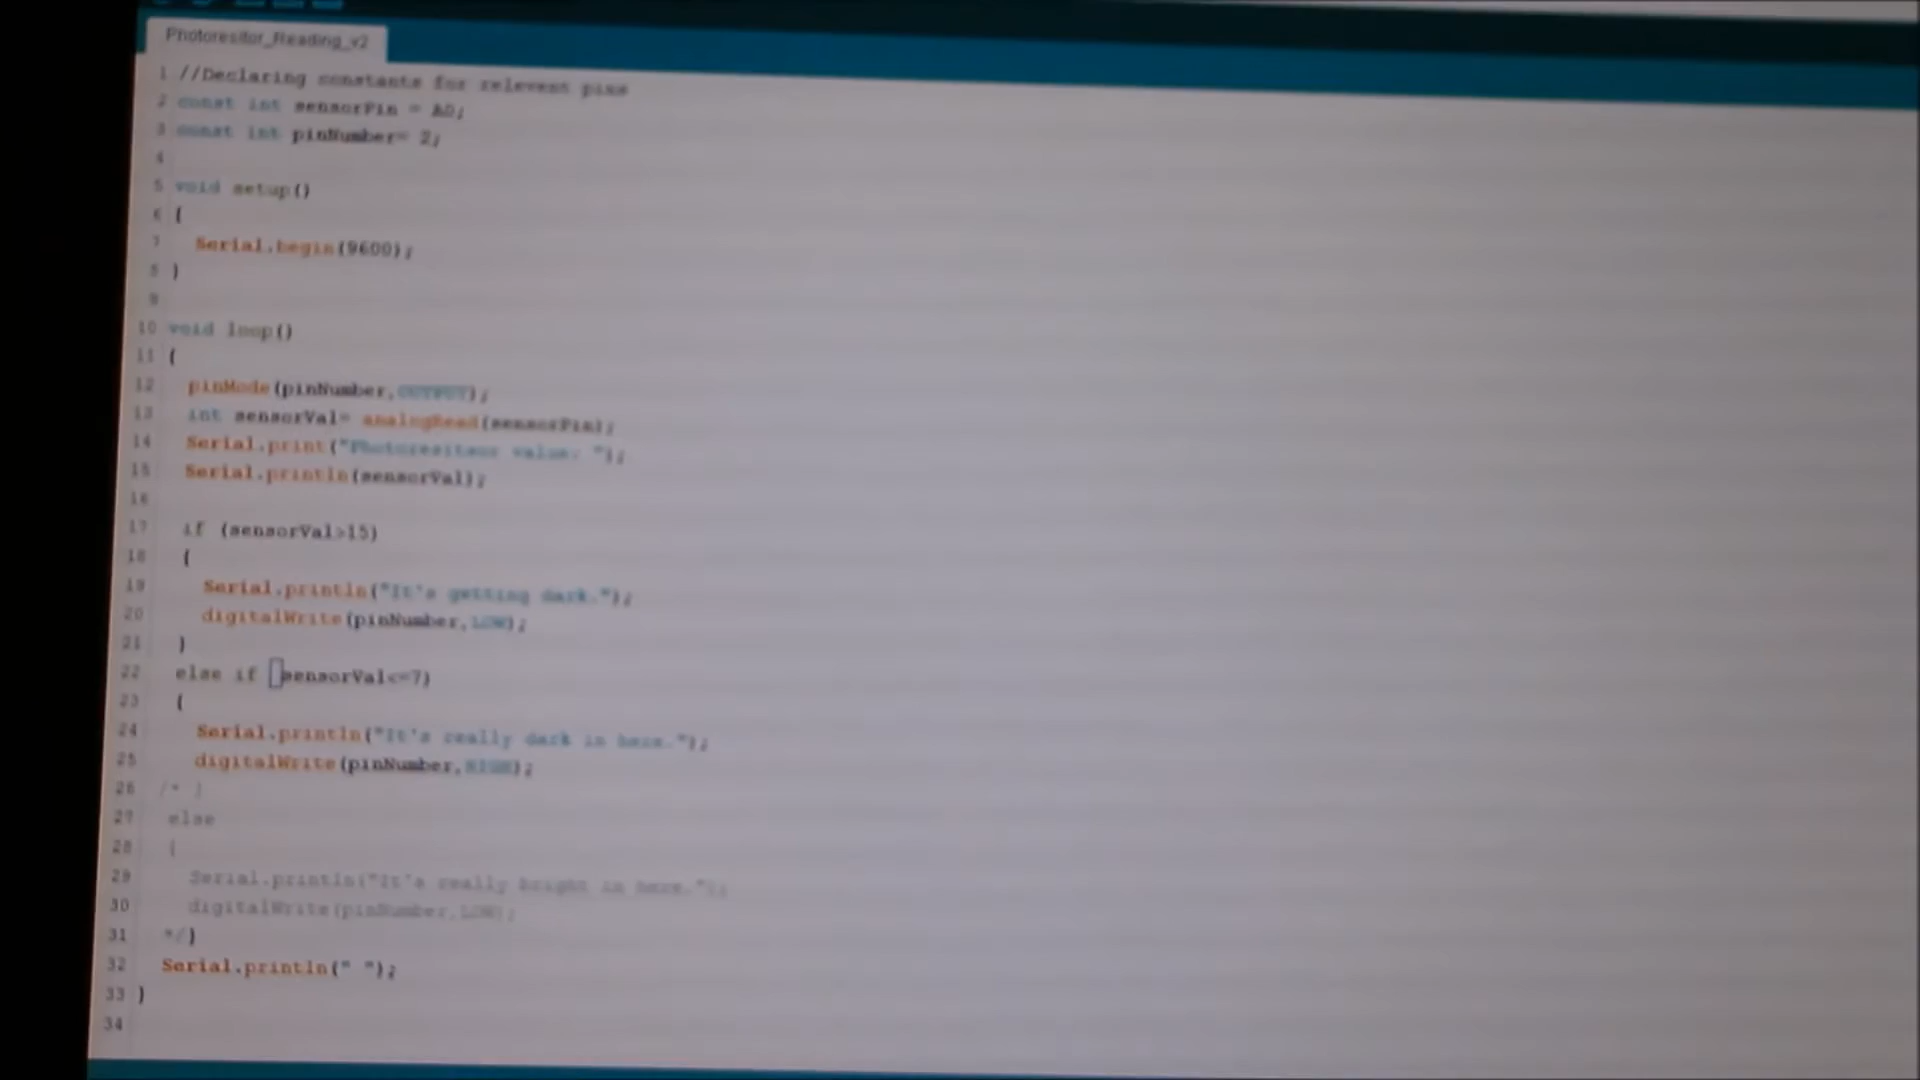 Photoresitor_Reading_v2
1 //Declaring constants for relevent pins
2 const int sensorPin = A0;
3 const int pinNumber= 2;
4
5 void setup()
6 {
7 Serial.begin(9600);
8 }
9
10 void loop()
11 {
12 pinMode(pinNumber,OUTPUT);
13 int sensorVal= analogRead(sensorPin);
14 Serial.print("Photoresitsor value: ");
15 Serial.println(sensorVal);
16
17 if (sensorVal>15)
18 {
19 Serial.println("It's getting dark.");
20 digitalWrite(pinNumber,LOW);
21 }
22 else if (sensorVal<=7)
23 {
24 Serial.println("It's really dark in here.");
25 digitalWrite(pinNumber,HIGH);
26 /* }
27 else
28 {
29 Serial.println("It's really bright in here.");
30 digitalWrite(pinNumber,LOW);
31 */}
32 Serial.println(" ");
33 }
34